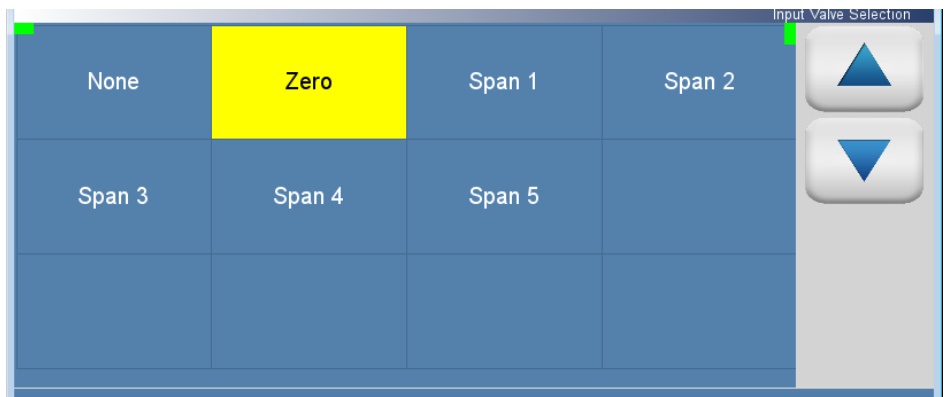 Input Valve Selection
None Zero Span 1 Span 2
Span 3 Span 4 Span 5